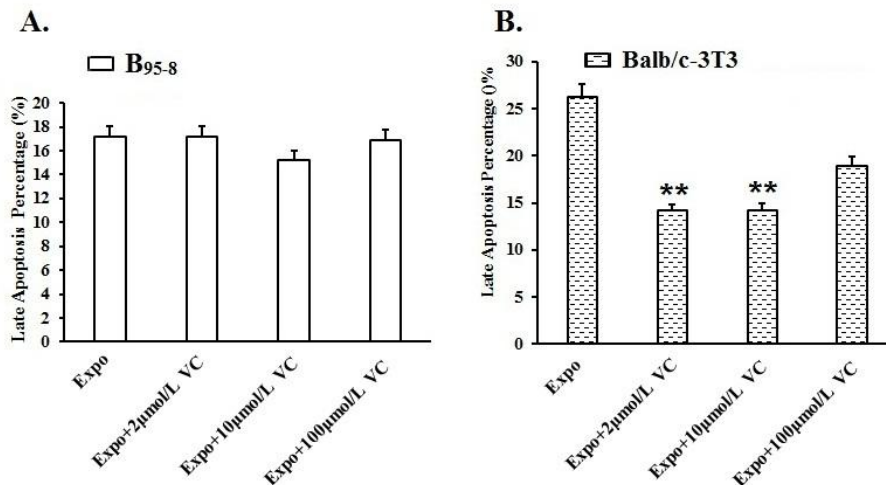 A.
B95-8
Late Apoptosis Percentage (%)
20
18
16
14
12
10
8
6
4
2
0
Expo
Expo+2μmol/L VC
Expo+10μmol/L VC
Expo+100μmol/L VC
B.
Balb/c-3T3
Late Apoptosis Percentage ()%
30
25
20
15
10
5
0
**
**
Expo
Expo+2μmol/L VC
Expo+10μmol/L VC
Expo+100μmol/L VC